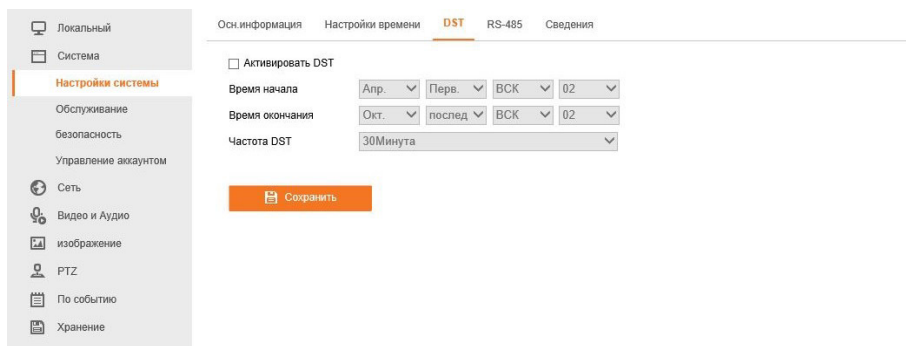 Локальный
Система
Настройки системы
Обслуживание
безопасность
Управление аккаунтом
Сеть
Видео и Аудио
изображение
PTZ
По событию
Хранение
Осн.информация Настройки времени DST RS-485 Сведения
Активировать DST
Время начала Апр. Перв. ВСК 02
Время окончания Окт. послед ВСК 02
Частота DST 30Минута
Сохранить